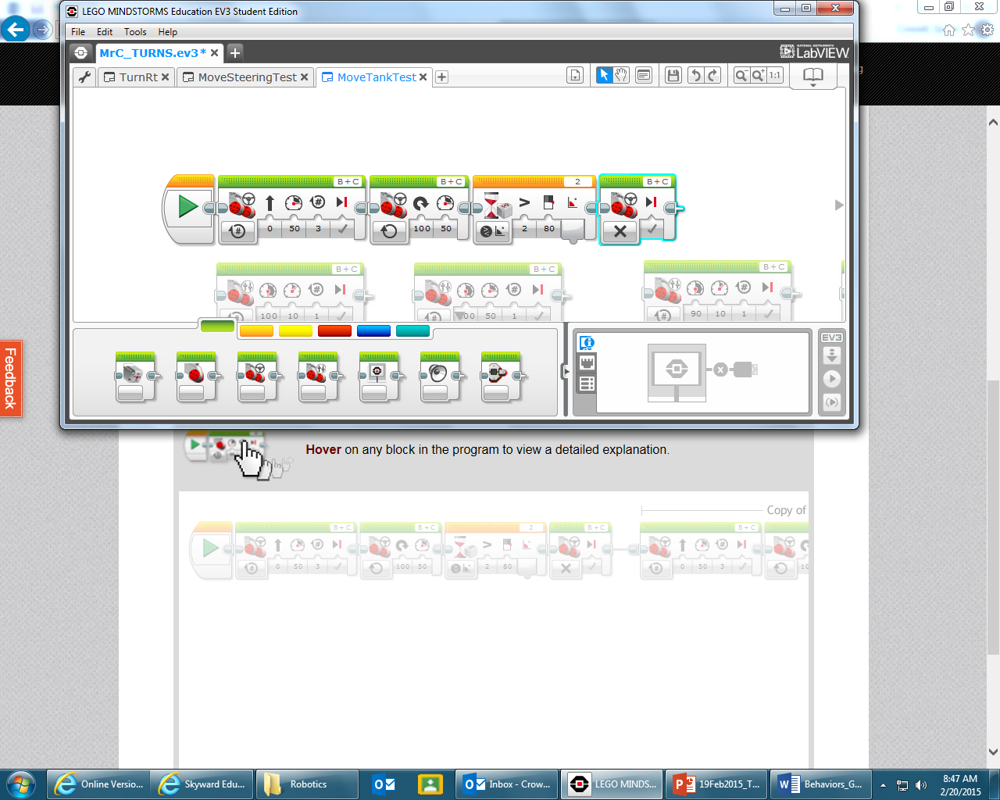 LEGO MINDSTORMS Education EV3 Student Edition
File Edit Tools Help
MrC_TURNS.ev3*
NATIONAL INSTRUMENTS
LabVIEW
TurnRt MoveSteeringTest MoveTankTest
1:1
B+C B+C 2 B+C
0 50 3 100 50 2 80
B+C B+C B+C
100 10 1 50 1 90 10 1
EV3
Feedback
Hover on any block in the program to view a detailed explanation.
Copy of
B+C B+C 2 B+C B+C
0 50 3 100 50 2 80 0 50 3
Online Versio... Skyward Edu... Robotics Inbox - Crow... LEGO MINDS... 19Feb2015_T... Behaviors_G...
8:47 AM
2/20/2015